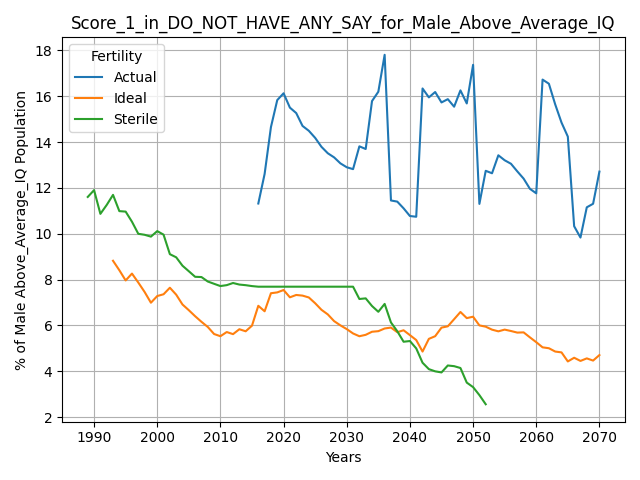 Score_1_in_DO_NOT_HAVE_ANY_SAY_for_Male_Above_Average_IQ
Fertility
Actual
Ideal
Sterile
% of Male Above_Average_IQ Population
18
16
14
12
10
8
6
4
2
1990 2000 2010 2020 2030 2040 2050 2060 2070
Years